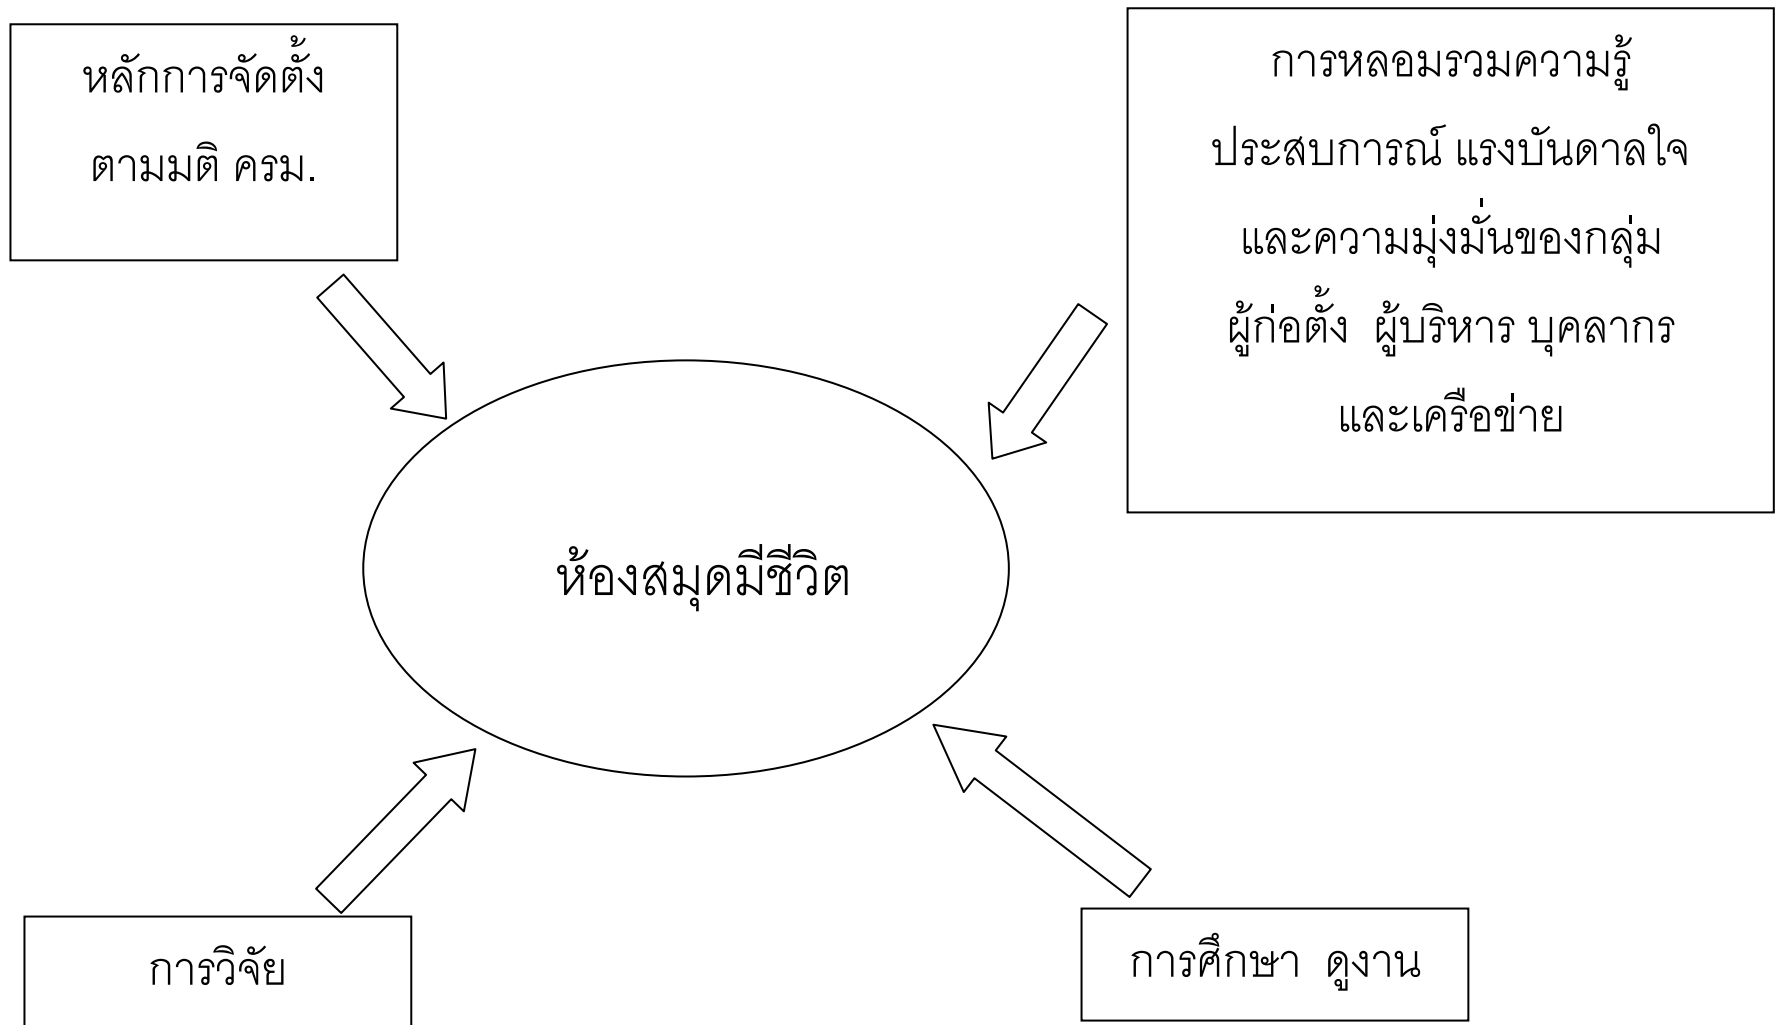 หลักการจัดตั้ง
ตามมติ ครม.
การหลอมรวมความรู้
ประสบการณ์ แรงบันดาลใจ
และความมุ่งมั่นของกลุ่ม
ผู้ก่อตั้ง ผู้บริหาร บุคลากร
และเครือข่าย
ห้องสมุดมีชีวิต
การวิจัย
การศึกษา ดูงาน